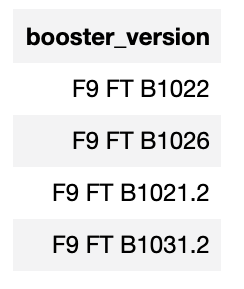 booster_version
F9 FT B1022
F9 FT B1026
F9 FT B1021.2
F9 FT B1031.2